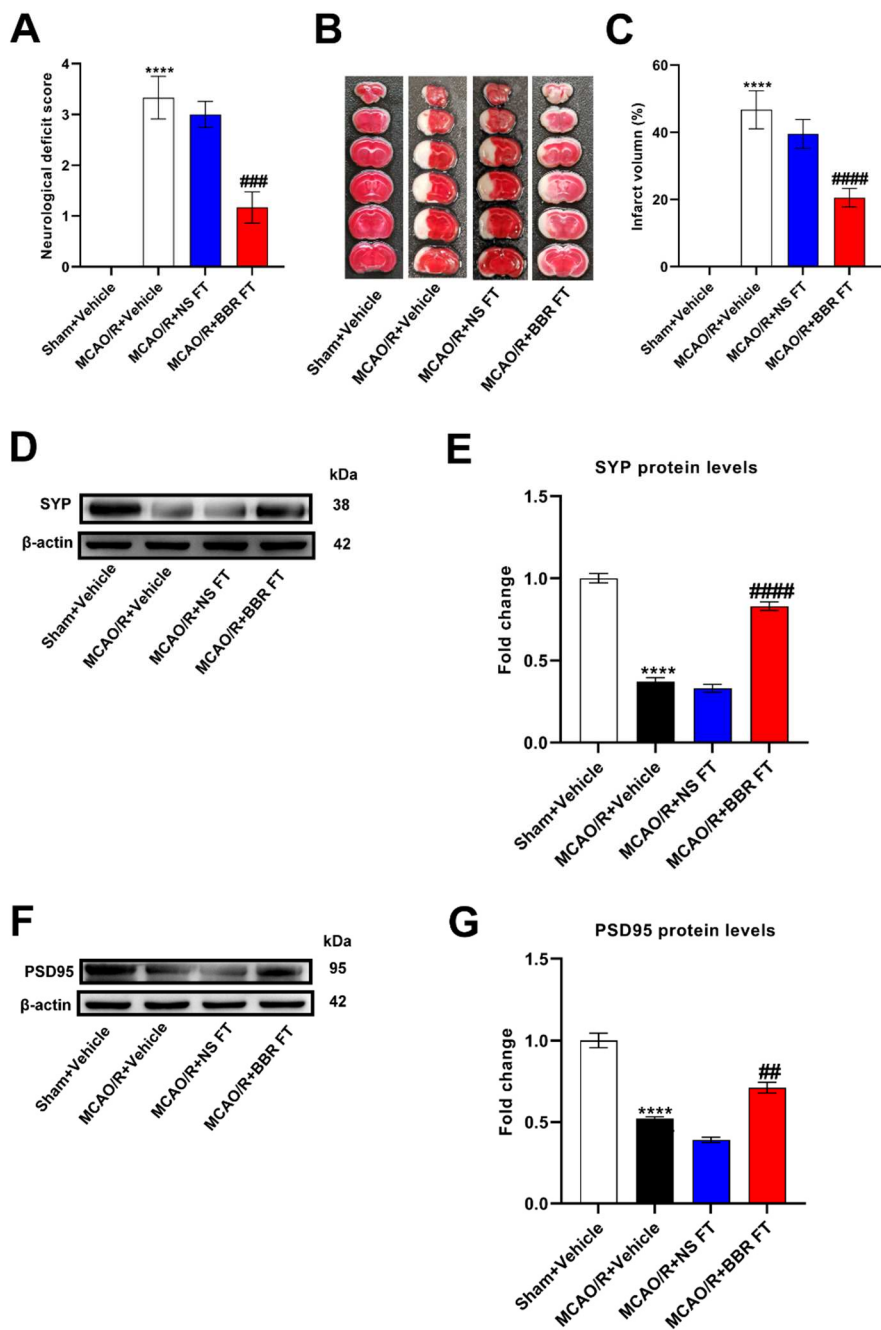 A
Neurological deficit score
4
3
2
1
0
****
###
Sham+Vehicle
MCAO/R+Vehicle
MCAO/R+NS FT
MCAO/R+BBR FT
B
Sham+Vehicle
MCAO/R+Vehicle
MCAO/R+NS FT
MCAO/R+BBR FT
C
Infarct volumn (%)
60
40
20
0
****
####
Sham+Vehicle
MCAO/R+Vehicle
MCAO/R+NS FT
MCAO/R+BBR FT
D
kDa
SYP 38
β-actin 42
Sham+Vehicle
MCAO/R+Vehicle
MCAO/R+NS FT
MCAO/R+BBR FT
E
SYP protein levels
Fold change
1.5
1.0
0.5
0.0
****
####
Sham+Vehicle
MCAO/R+Vehicle
MCAO/R+NS FT
MCAO/R+BBR FT
F
kDa
PSD95 95
β-actin 42
Sham+Vehicle
MCAO/R+Vehicle
MCAO/R+NS FT
MCAO/R+BBR FT
G
PSD95 protein levels
Fold change
1.5
1.0
0.5
0.0
****
##
Sham+Vehicle
MCAO/R+Vehicle
MCAO/R+NS FT
MCAO/R+BBR FT